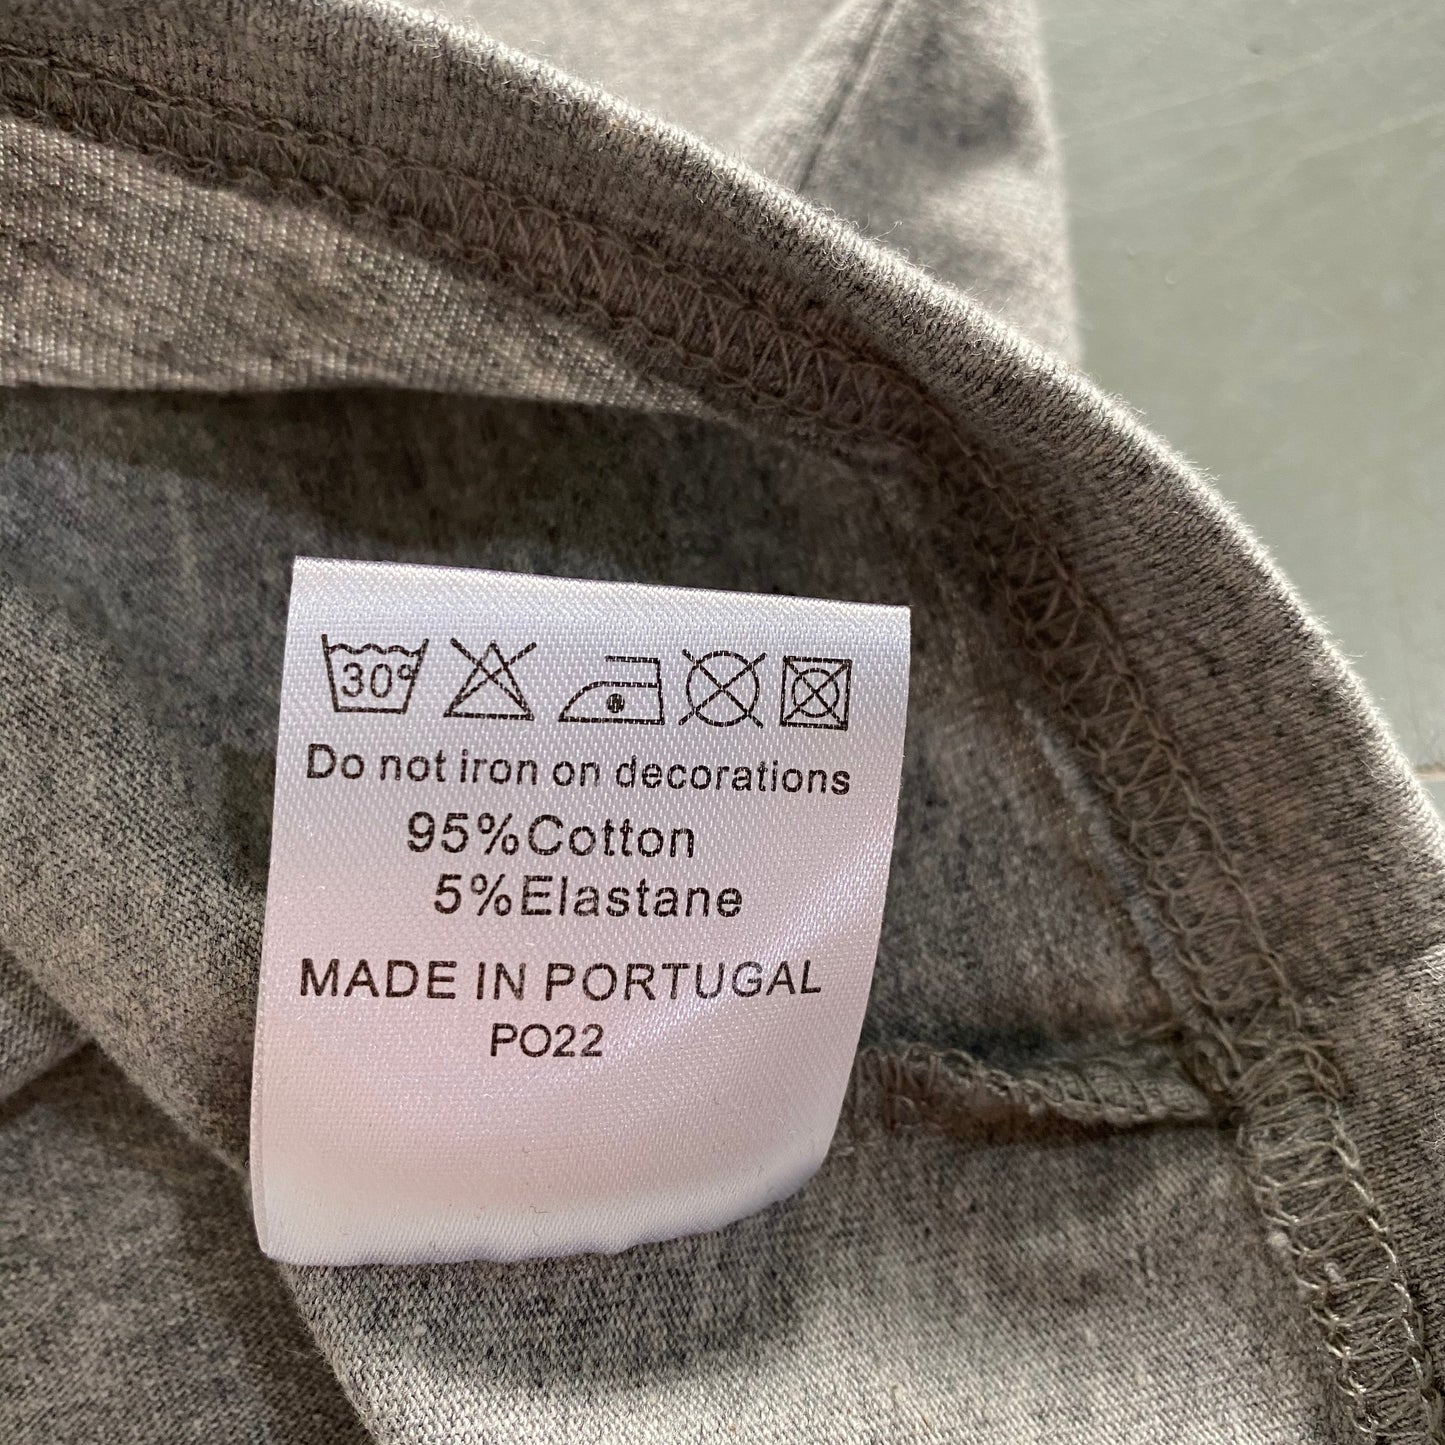 30°
Do not iron on decorations
95%Cotton
5%Elastane
MADE IN PORTUGAL
PO22